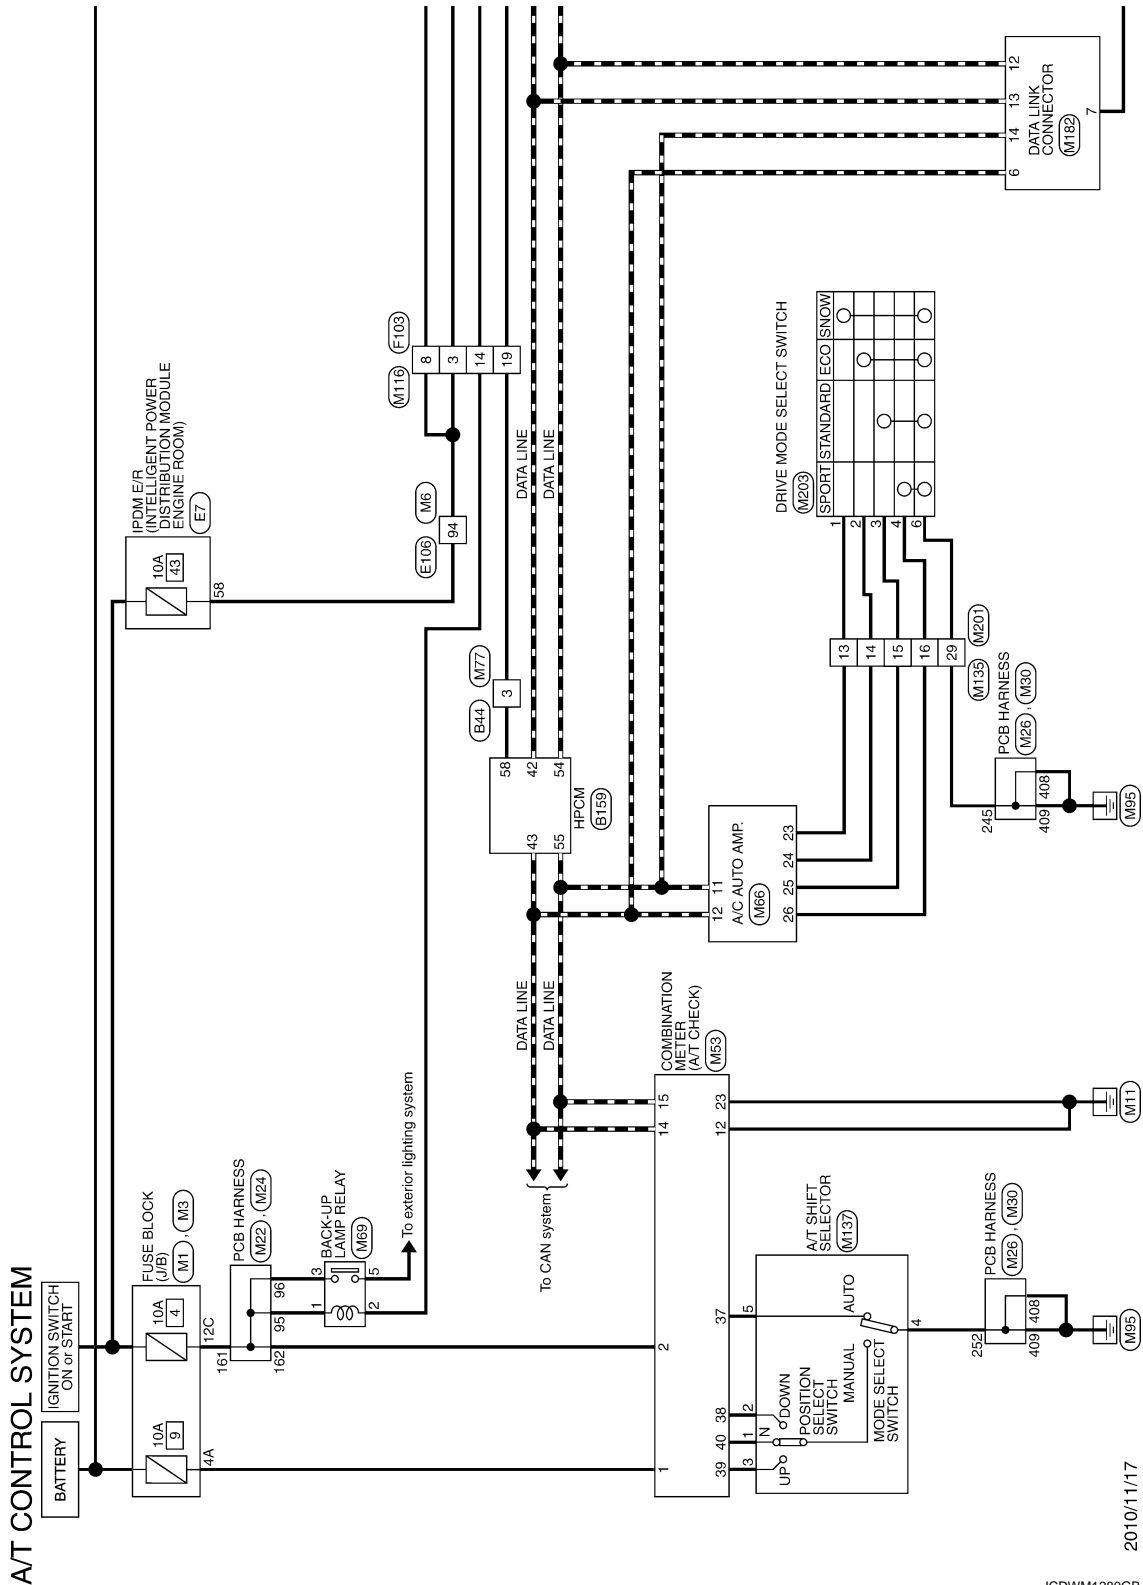 A/T CONTROL SYSTEM
BATTERY
IGNITION SWITCH
ON or START
FUSE BLOCK
(J/B)
M1 , M3
10A
9
10A
4
4A
12C
IPDM E/R
(INTELLIGENT POWER
DISTRIBUTION MODULE
ENGINE ROOM)
E7
10A
43
58
PCB HARNESS
M22 , M24
161
162
95
96
BACK-UP
LAMP RELAY
M69
1
3
2
5
To exterior lighting system
E106
M6
94
M116
F103
8
3
14
19
B44
M77
3
DATA LINE
DATA LINE
DATA LINE
DATA LINE
To CAN system
HPCM
B159
43
55
58
42
54
COMBINATION
METER
(A/T CHECK)
M53
1
2
14
15
39
40
38
37
12
23
A/C AUTO AMP.
M66
12
11
26
25
24
23
DATA LINK
CONNECTOR
M182
6
14
13
12
7
DRIVE MODE SELECT SWITCH
M203
SPORT
STANDARD
ECO
SNOW
1
2
3
4
6
13
14
15
16
29
M135
M201
PCB HARNESS
M26 , M30
245
409
408
M95
A/T SHIFT
SELECTOR
M137
3
1
2
5
UP
N
DOWN
POSITION
SELECT
SWITCH
MANUAL
AUTO
MODE SELECT
SWITCH
4
PCB HARNESS
M26 , M30
252
409
408
M95
M11
2010/11/17